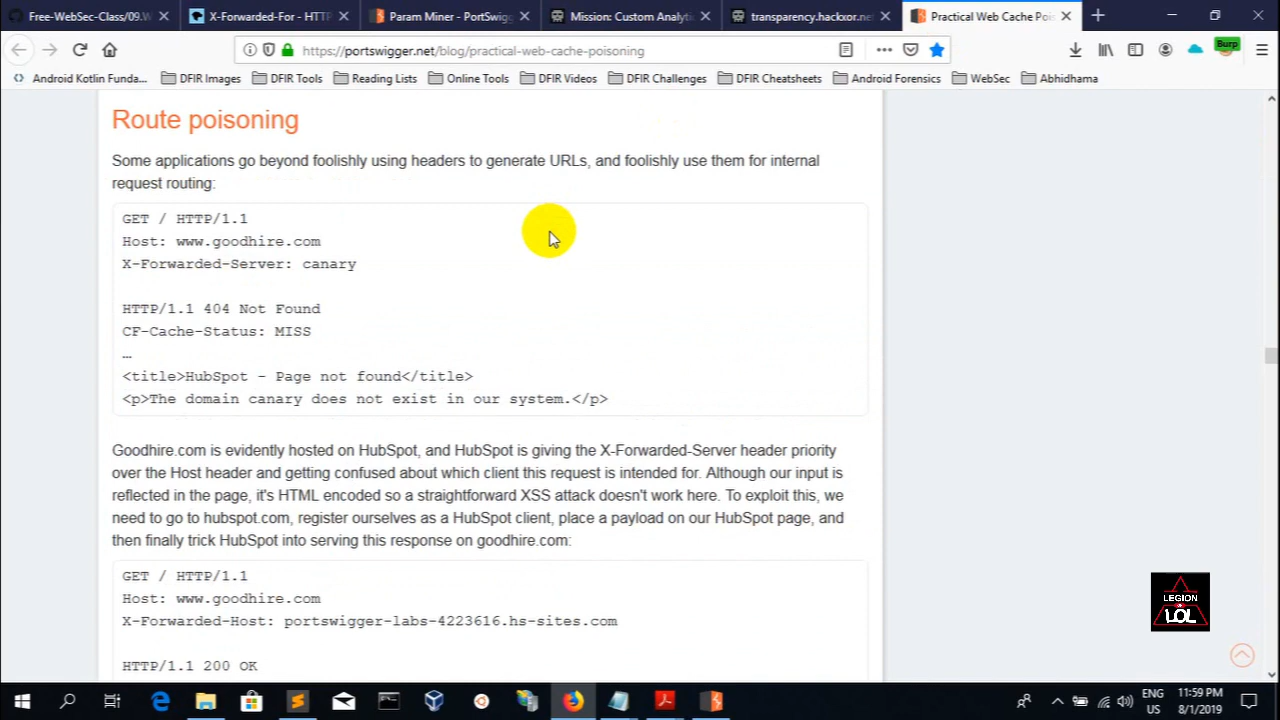 Free-WebSec-Class/09.W
X-Forwarded-For - HTTP
Param Miner - PortSwigg
Mission: Custom Analyti
transparency.hackxor.net/
Practical Web Cache Pois
https://portswigger.net/blog/practical-web-cache-poisoning
Burp
Android Kotlin Funda...
DFIR Images
DFIR Tools
Reading Lists
Online Tools
DFIR Videos
DFIR Challenges
DFIR Cheatsheets
Android Forensics
WebSec
Abhidhama
Route poisoning
Some applications go beyond foolishly using headers to generate URLs, and foolishly use them for internal
request routing:
GET / HTTP/1.1
Host: www.goodhire.com
X-Forwarded-Server: canary
HTTP/1.1 404 Not Found
CF-Cache-Status: MISS
…
<title>HubSpot - Page not found</title>
<p>The domain canary does not exist in our system.</p>
Goodhire.com is evidently hosted on HubSpot, and HubSpot is giving the X-Forwarded-Server header priority
over the Host header and getting confused about which client this request is intended for. Although our input is
reflected in the page, it's HTML encoded so a straightforward XSS attack doesn't work here. To exploit this, we
need to go to hubspot.com, register ourselves as a HubSpot client, place a payload on our HubSpot page, and
then finally trick HubSpot into serving this response on goodhire.com:
GET / HTTP/1.1
Host: www.goodhire.com
X-Forwarded-Host: portswigger-labs-4223616.hs-sites.com
HTTP/1.1 200 OK
LEGION
LOL
ENG
US
11:59 PM
8/1/2019